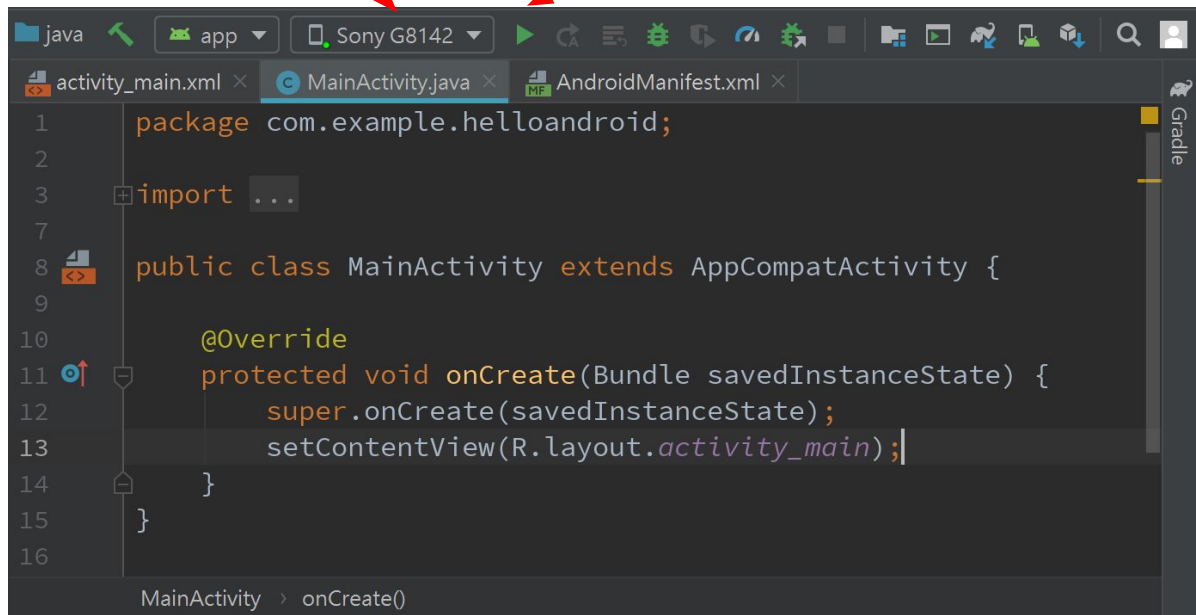 java app Sony G8142
activity_main.xml MainActivity.java MF AndroidManifest.xml
Gradle
1 package com.example.helloandroid;
2
3 import ...
7
8 public class MainActivity extends AppCompatActivity {
9
10 @Override
11 protected void onCreate(Bundle savedInstanceState) {
12 super.onCreate(savedInstanceState);
13 setContentView(R.layout.activity_main);
14 }
15 }
16
MainActivity > onCreate()